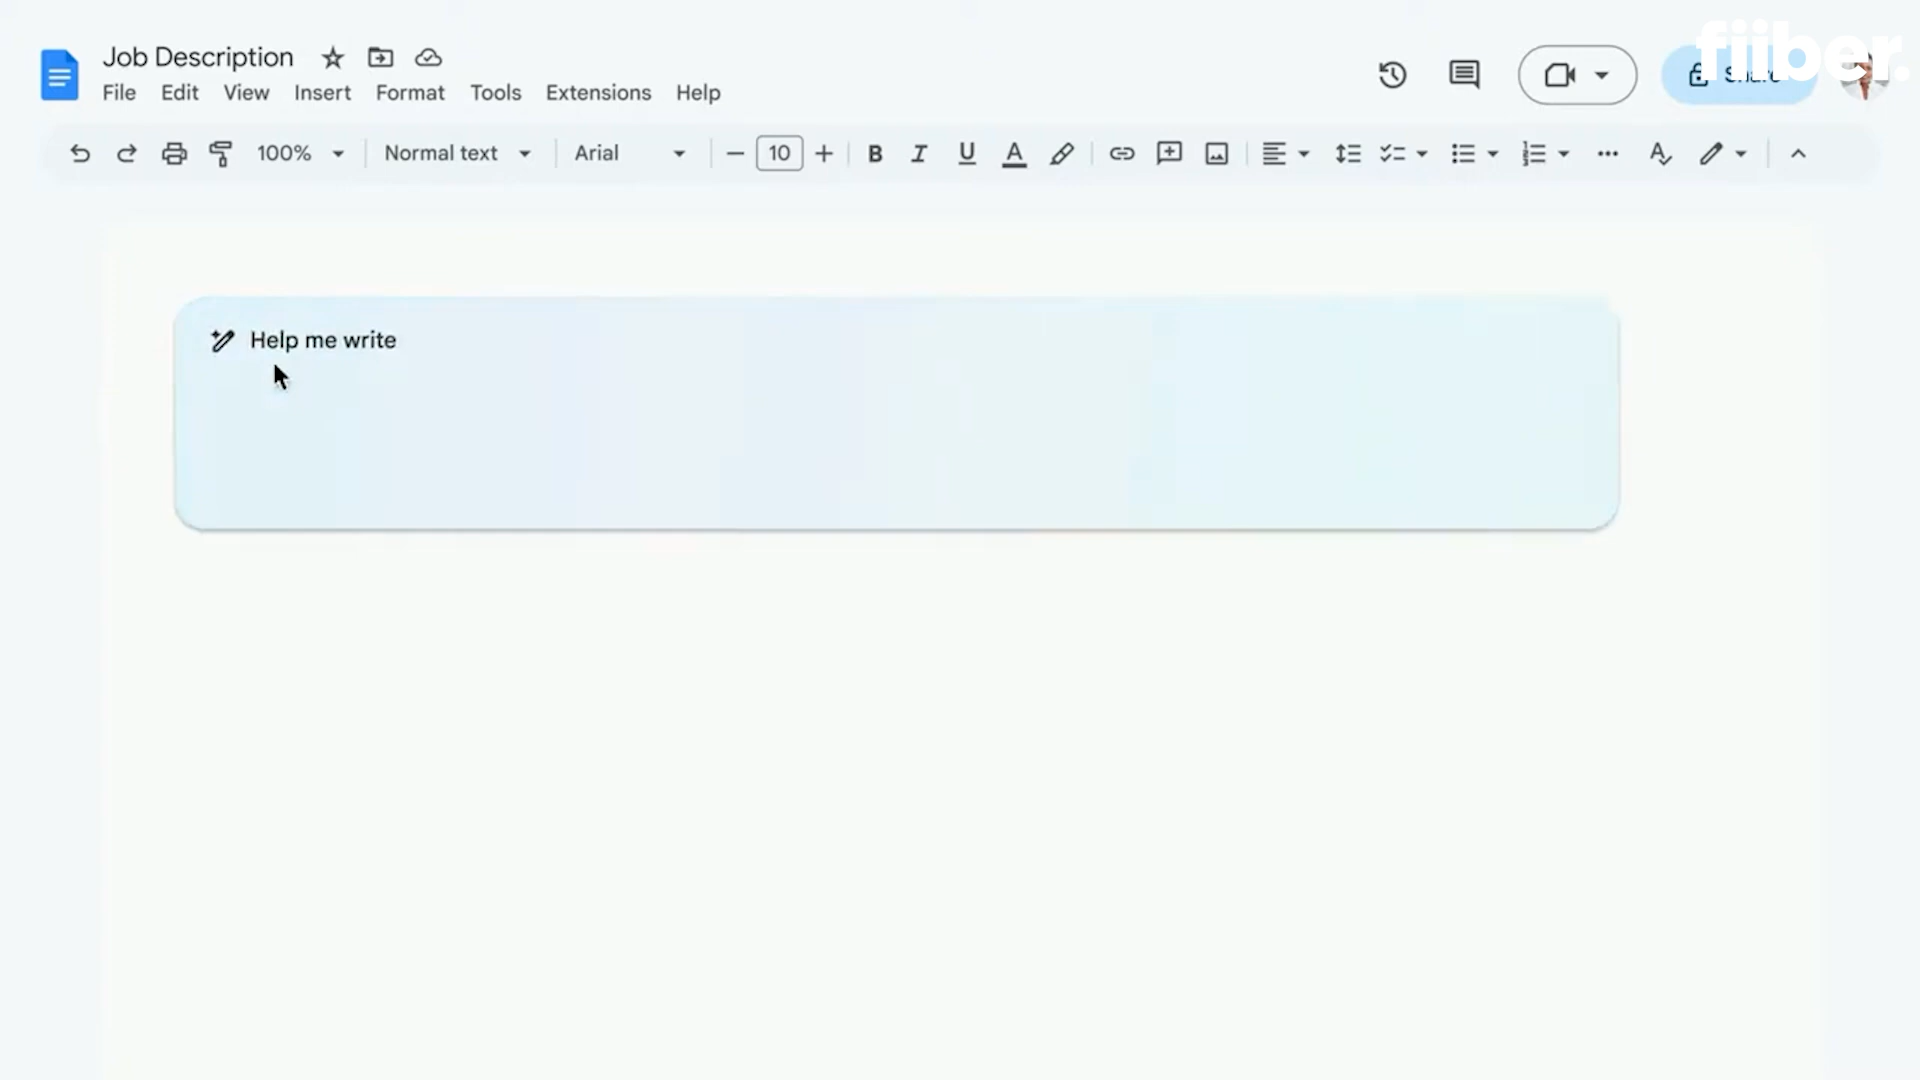 Job Description
fiiber.
Share
File Edit View Insert Format Tools Extensions Help
100% Normal text Arial 10 B I U A
Help me write